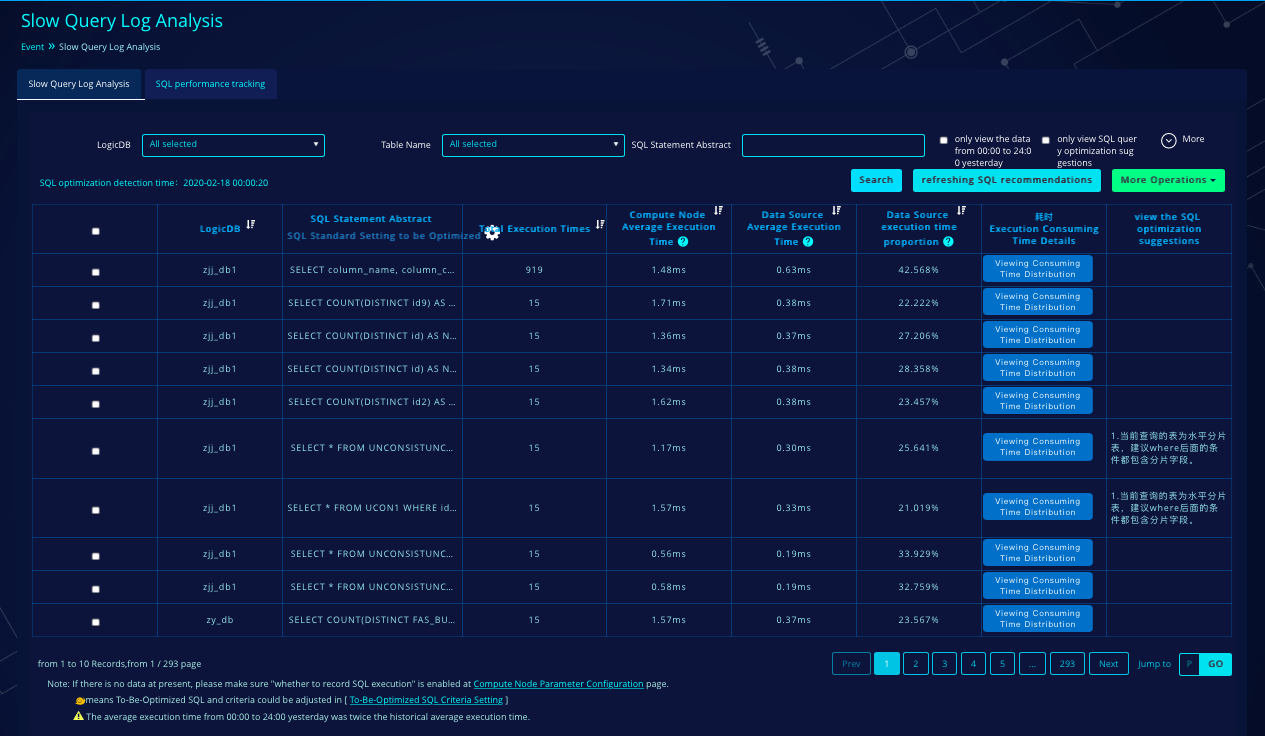 Slow Query Log Analysis
Event » Slow Query Log Analysis
Slow Query Log Analysis SQL performance tracking
LogicDB All selected Table Name All selected SQL Statement Abstract
only view the data
from 00:00 to 24:0
0 yesterday
only view SQL quer
y optimization sug
gestions
More
SQL optimization detection time: 2020-02-18 00:00:20
Search refreshing SQL recommendations More Operations
LogicDB
SQL Statement Abstract
SQL Standard Setting to be Optimized
Execution Times
Compute Node
Average Execution
Time ?
Data Source
Average Execution
Time ?
Data Source
execution time
proportion ?
耗时
Execution Consuming
Time Details
view the SQL
optimization
suggestions
zjj_db1 SELECT column_name, column_c... 919 1.48ms 0.63ms 42.568% Viewing Consuming
Time Distribution
zjj_db1 SELECT COUNT(DISTINCT id9) AS ... 15 1.71ms 0.38ms 22.222% Viewing Consuming
Time Distribution
zjj_db1 SELECT COUNT(DISTINCT id) AS N... 15 1.36ms 0.37ms 27.206% Viewing Consuming
Time Distribution
zjj_db1 SELECT COUNT(DISTINCT id) AS N... 15 1.34ms 0.38ms 28.358% Viewing Consuming
Time Distribution
zjj_db1 SELECT COUNT(DISTINCT id2) AS ... 15 1.62ms 0.38ms 23.457% Viewing Consuming
Time Distribution
zjj_db1 SELECT * FROM UNCONSISTUNC... 15 1.17ms 0.30ms 25.641% Viewing Consuming
Time Distribution
1.当前查询的表为水平分片
表，建议where后面的条
件都包含分片字段。
zjj_db1 SELECT * FROM UCON1 WHERE id... 15 1.57ms 0.33ms 21.019% Viewing Consuming
Time Distribution
1.当前查询的表为水平分片
表，建议where后面的条
件都包含分片字段。
zjj_db1 SELECT * FROM UNCONSISTUNC... 15 0.56ms 0.19ms 33.929% Viewing Consuming
Time Distribution
zjj_db1 SELECT * FROM UNCONSISTUNC... 15 0.58ms 0.19ms 32.759% Viewing Consuming
Time Distribution
zy_db SELECT COUNT(DISTINCT FAS_BU... 15 1.57ms 0.37ms 23.567% Viewing Consuming
Time Distribution
from 1 to 10 Records,from 1 / 293 page
Prev 1 2 3 4 5 ... 293 Next Jump to P GO
Note: If there is no data at present, please make sure "whether to record SQL execution" is enabled at Compute Node Parameter Configuration page.
means To-Be-Optimized SQL and criteria could be adjusted in [ To-Be-Optimized SQL Criteria Setting ]
The average execution time from 00:00 to 24:00 yesterday was twice the historical average execution time.